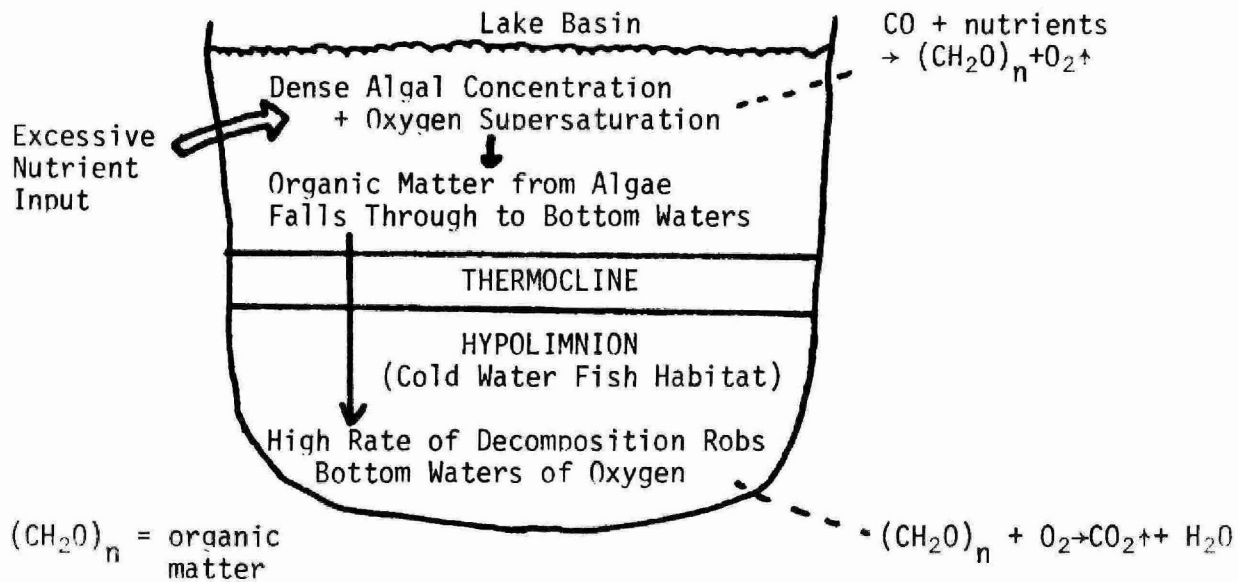 Lake Basin
CO + nutrients
→ (CH₂O)ₙ+O₂↑
Dense Algal Concentration
+ Oxygen Supersaturation
Excessive
Nutrient
Input
Organic Matter from Algae
Falls Through to Bottom Waters
THERMOCLINE
HYPOLIMNION
(Cold Water Fish Habitat)
High Rate of Decomposition Robs
Bottom Waters of Oxygen
(CH₂O)ₙ = organic
matter
(CH₂O)ₙ + O₂→CO₂↑+ H₂O